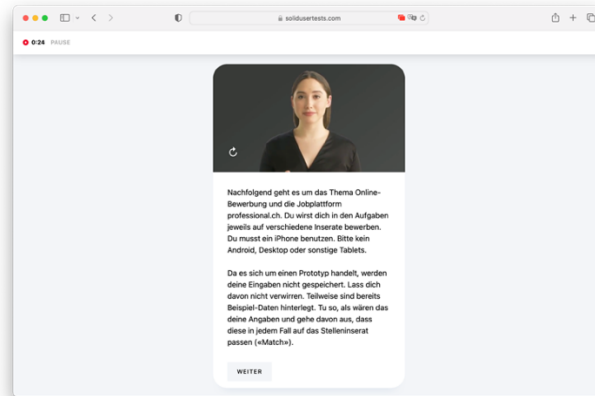 solidusertests.com
0:24 PAUSE
Nachfolgend geht es um das Thema Online-
Bewerbung und die Jobplattform
professional.ch. Du wirst dich in den Aufgaben
jeweils auf verschiedene Inserate bewerben.
Du musst ein iPhone benutzen. Bitte kein
Android, Desktop oder sonstige Tablets.
Da es sich um einen Prototyp handelt, werden
deine Eingaben nicht gespeichert. Lass dich
davon nicht verwirren. Teilweise sind bereits
Beispiel-Daten hinterlegt. Tu so, als wären das
deine Angaben und gehe davon aus, dass
diese in jedem Fall auf das Stelleninserat
passen («Match»).
WEITER